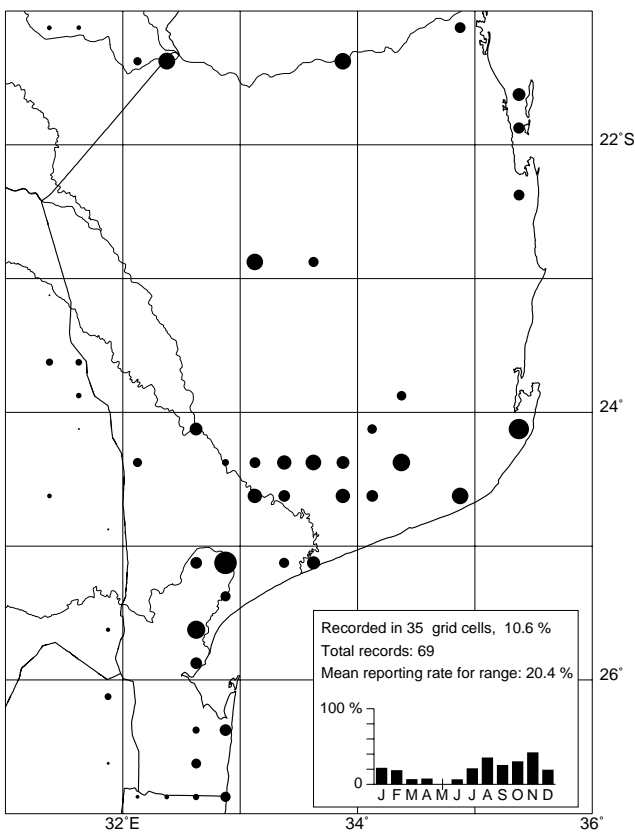 22°S
24°
Recorded in 35 grid cells, 10.6 %
Total records: 69
Mean reporting rate for range: 20.4 %
26°
100 %
0
J F M A M J J A S O N D
32°E 34° 36°